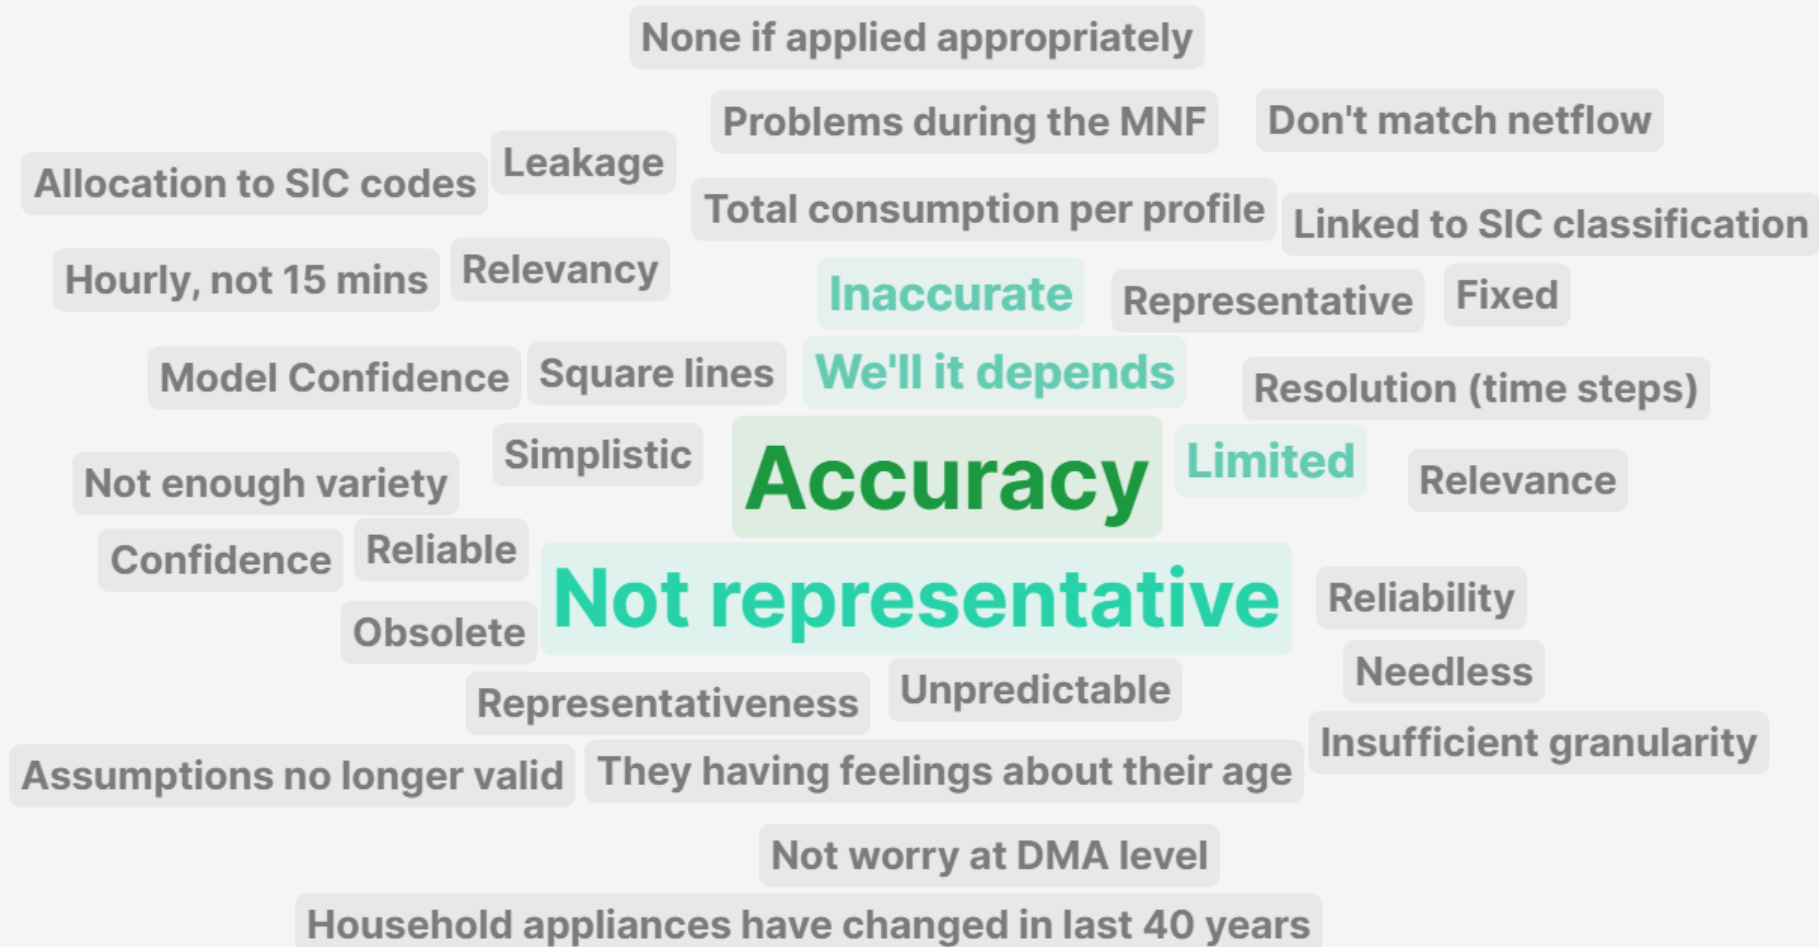 None if applied appropriately
Problems during the MNF
Don't match netflow
Leakage
Allocation to SIC codes
Total consumption per profile
Linked to SIC classification
Hourly, not 15 mins
Relevancy
Inaccurate
Representative
Fixed
Model Confidence
Square lines
We'll it depends
Resolution (time steps)
Simplistic
Accuracy
Limited
Not enough variety
Relevance
Confidence
Reliable
Not representative
Reliability
Obsolete
Needless
Representativeness
Unpredictable
Insufficient granularity
Assumptions no longer valid
They having feelings about their age
Not worry at DMA level
Household appliances have changed in last 40 years